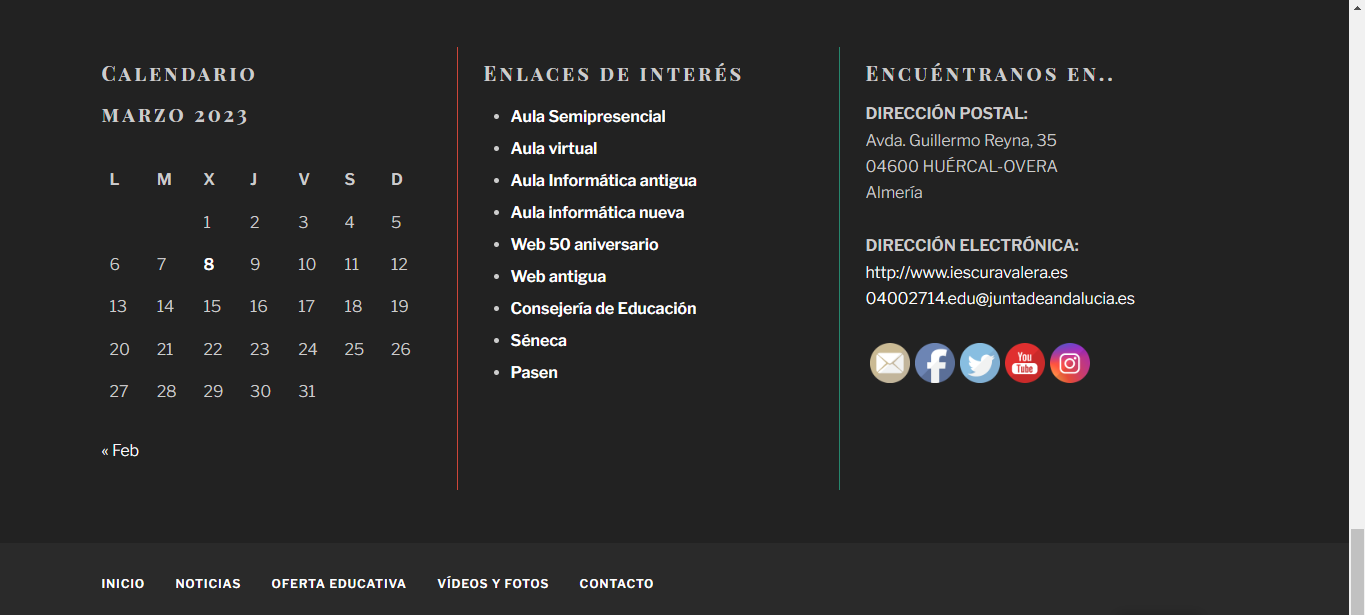 Calendario
MARZO 2023
L M X J V S D
1 2 3 4 5
6 7 8 9 10 11 12
13 14 15 16 17 18 19
20 21 22 23 24 25 26
27 28 29 30 31
« Feb
Enlaces de interés
Aula Semipresencial
Aula virtual
Aula Informática antigua
Aula informática nueva
Web 50 aniversario
Web antigua
Consejería de Educación
Séneca
Pasen
Encuéntranos en..
DIRECCIÓN POSTAL:
Avda. Guillermo Reyna, 35
04600 HUÉRCAL-OVERA
Almería
DIRECCIÓN ELECTRÓNICA:
http://www.iescuravalera.es
04002714.edu@juntadeandalucia.es
You
Tube
INICIO NOTICIAS OFERTA EDUCATIVA VÍDEOS Y FOTOS CONTACTO